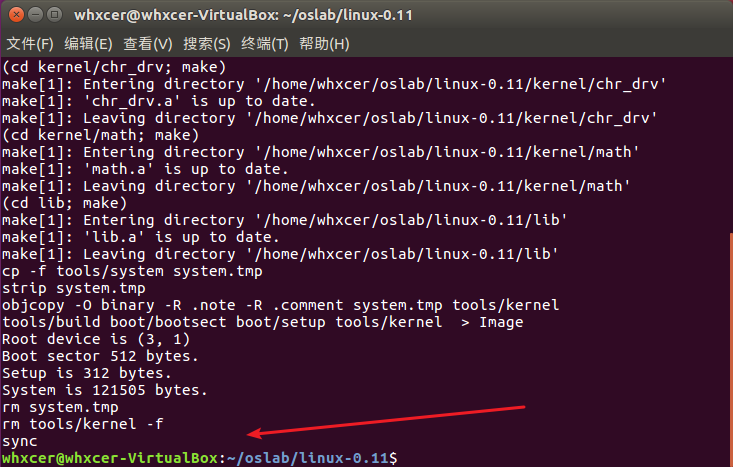 whxcer@whxcer-VirtualBox: ~/oslab/linux-0.11
文件(F) 编辑(E) 查看(V) 搜索(S) 终端(T) 帮助(H)
(cd kernel/chr_drv; make)
make[1]: Entering directory '/home/whxcer/oslab/linux-0.11/kernel/chr_drv'
make[1]: 'chr_drv.a' is up to date.
make[1]: Leaving directory '/home/whxcer/oslab/linux-0.11/kernel/chr_drv'
(cd kernel/math; make)
make[1]: Entering directory '/home/whxcer/oslab/linux-0.11/kernel/math'
make[1]: 'math.a' is up to date.
make[1]: Leaving directory '/home/whxcer/oslab/linux-0.11/kernel/math'
(cd lib; make)
make[1]: Entering directory '/home/whxcer/oslab/linux-0.11/lib'
make[1]: 'lib.a' is up to date.
make[1]: Leaving directory '/home/whxcer/oslab/linux-0.11/lib'
cp -f tools/system system.tmp
strip system.tmp
objcopy -O binary -R .note -R .comment system.tmp tools/kernel
tools/build boot/bootsect boot/setup tools/kernel  > Image
Root device is (3, 1)
Boot sector 512 bytes.
Setup is 312 bytes.
System is 121505 bytes.
rm system.tmp
rm tools/kernel -f
sync
whxcer@whxcer-VirtualBox:~/oslab/linux-0.11$